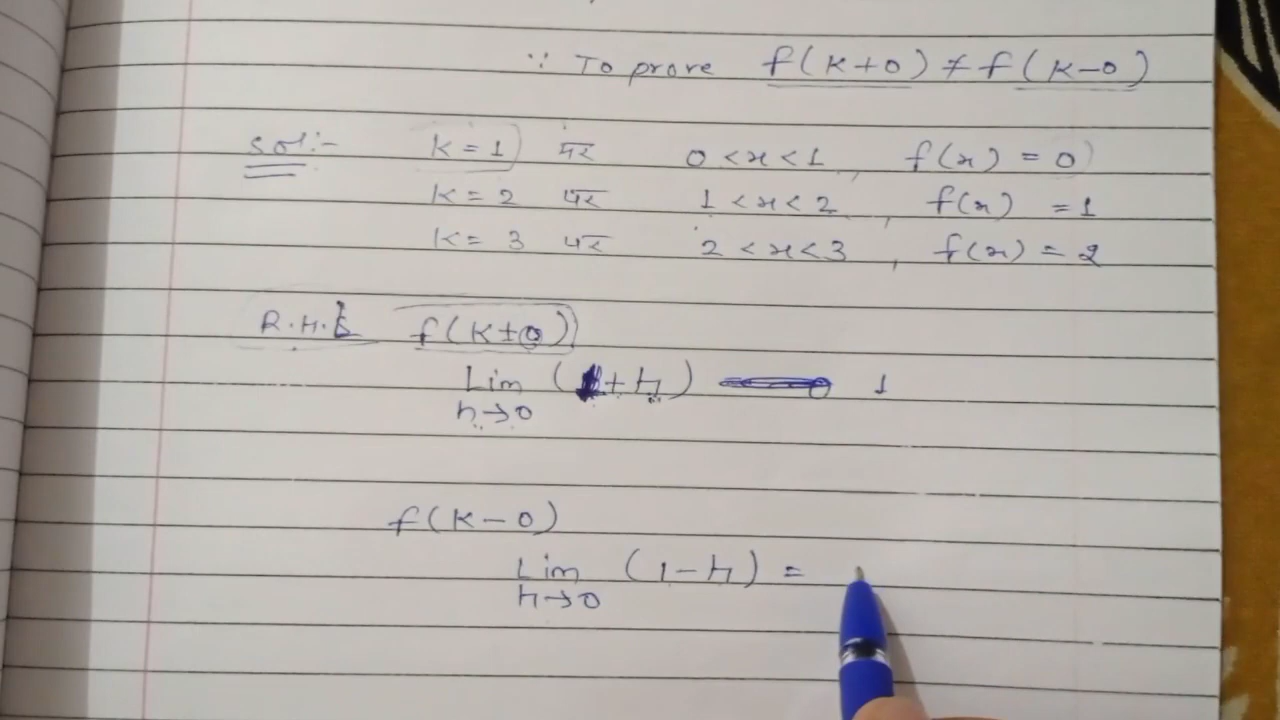 ∵ To prove f(k+0) ≠ f(k-0)
Sol:- k = 1 पर 0 < x < 1, f(x) = 0
k = 2 पर 1 < x < 2, f(x) = 1
k = 3 पर 2 < x < 3, f(x) = 2
R.H.L f(k+0)
Lim (1+h) 1
h→0
f(k-0)
Lim (1-h) =
h→0